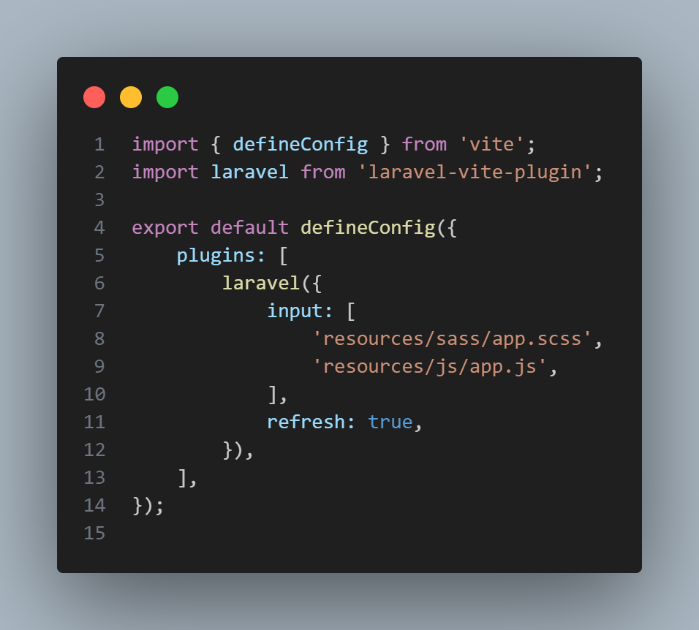 1 import { defineConfig } from 'vite';
2 import laravel from 'laravel-vite-plugin';
3
4 export default defineConfig({
5     plugins: [
6         laravel({
7             input: [
8                 'resources/sass/app.scss',
9                 'resources/js/app.js',
10             ],
11             refresh: true,
12         }),
13     ],
14 });
15